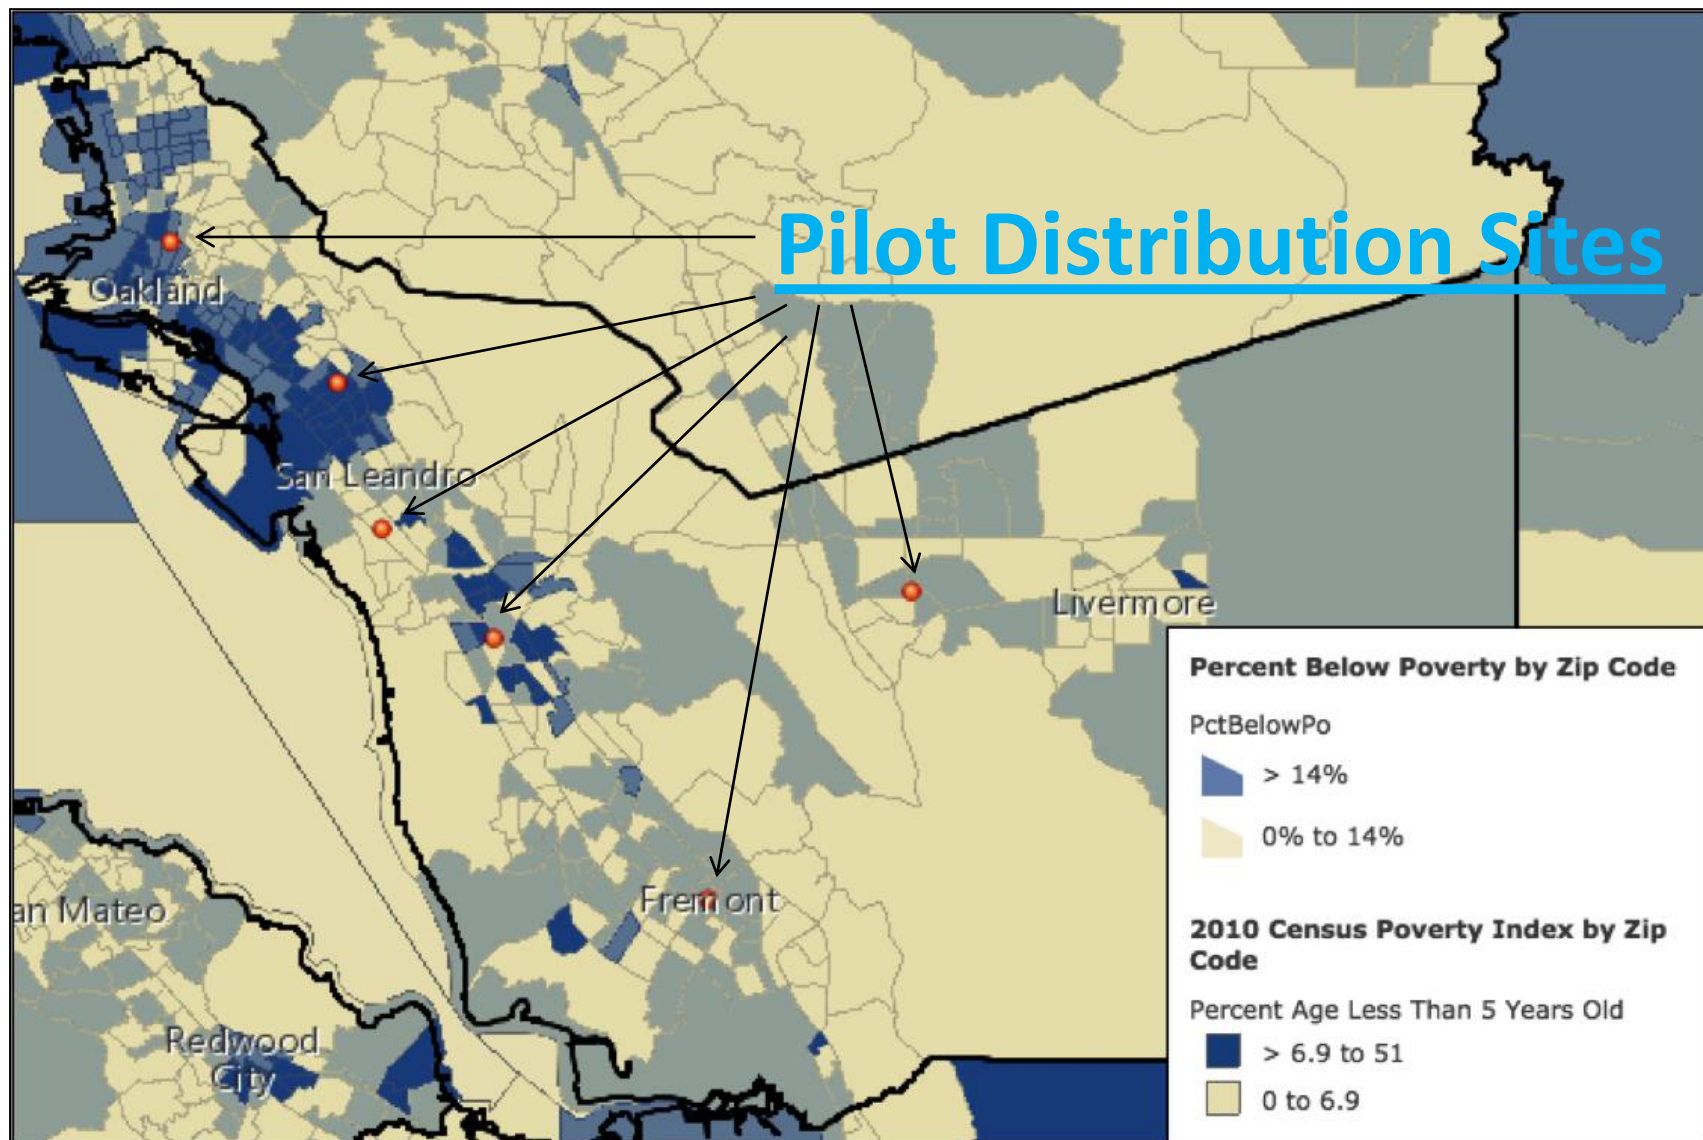 Pilot Distribution Sites
Oakland
San Leandro
Livermore
Fremont
an Mateo
Redwood
City
Percent Below Poverty by Zip Code
PctBelowPo
> 14%
0% to 14%
2010 Census Poverty Index by Zip
Code
Percent Age Less Than 5 Years Old
> 6.9 to 51
0 to 6.9